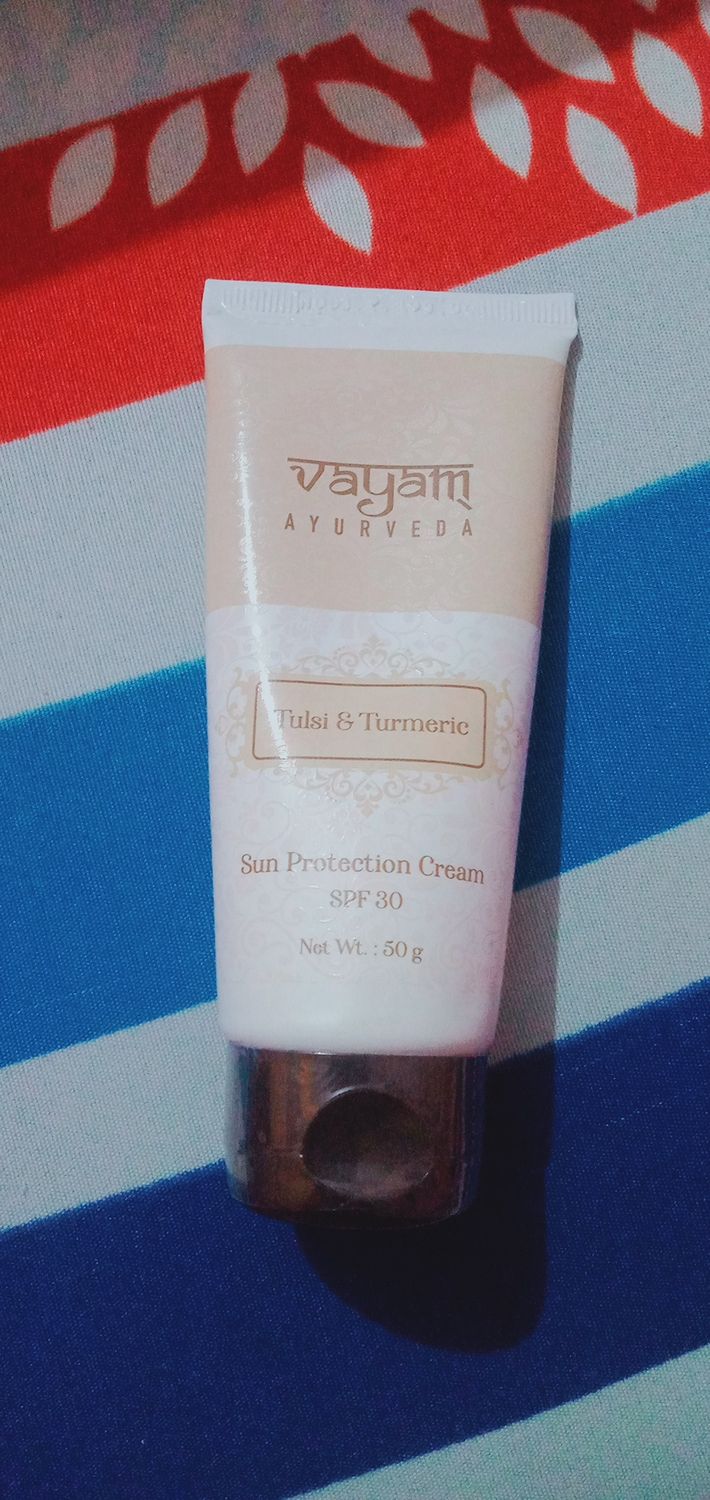 vayam
AYURVEDA
Tulsi & Turmeric
Sun Protection Cream
SPF 30
Net Wt. : 50 g